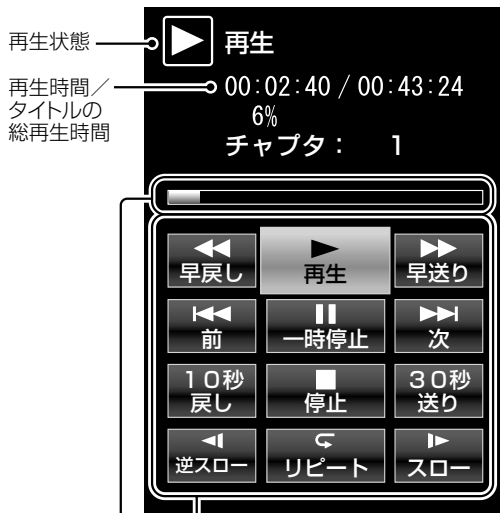 再生状態
再生
再生時間／
タイトルの
総再生時間
00:02:40 / 00:43:24
6%
チャプタ： 1
早戻し
再生
早送り
前
一時停止
次
10秒
戻し
停止
30秒
送り
逆スロー
リピート
スロー